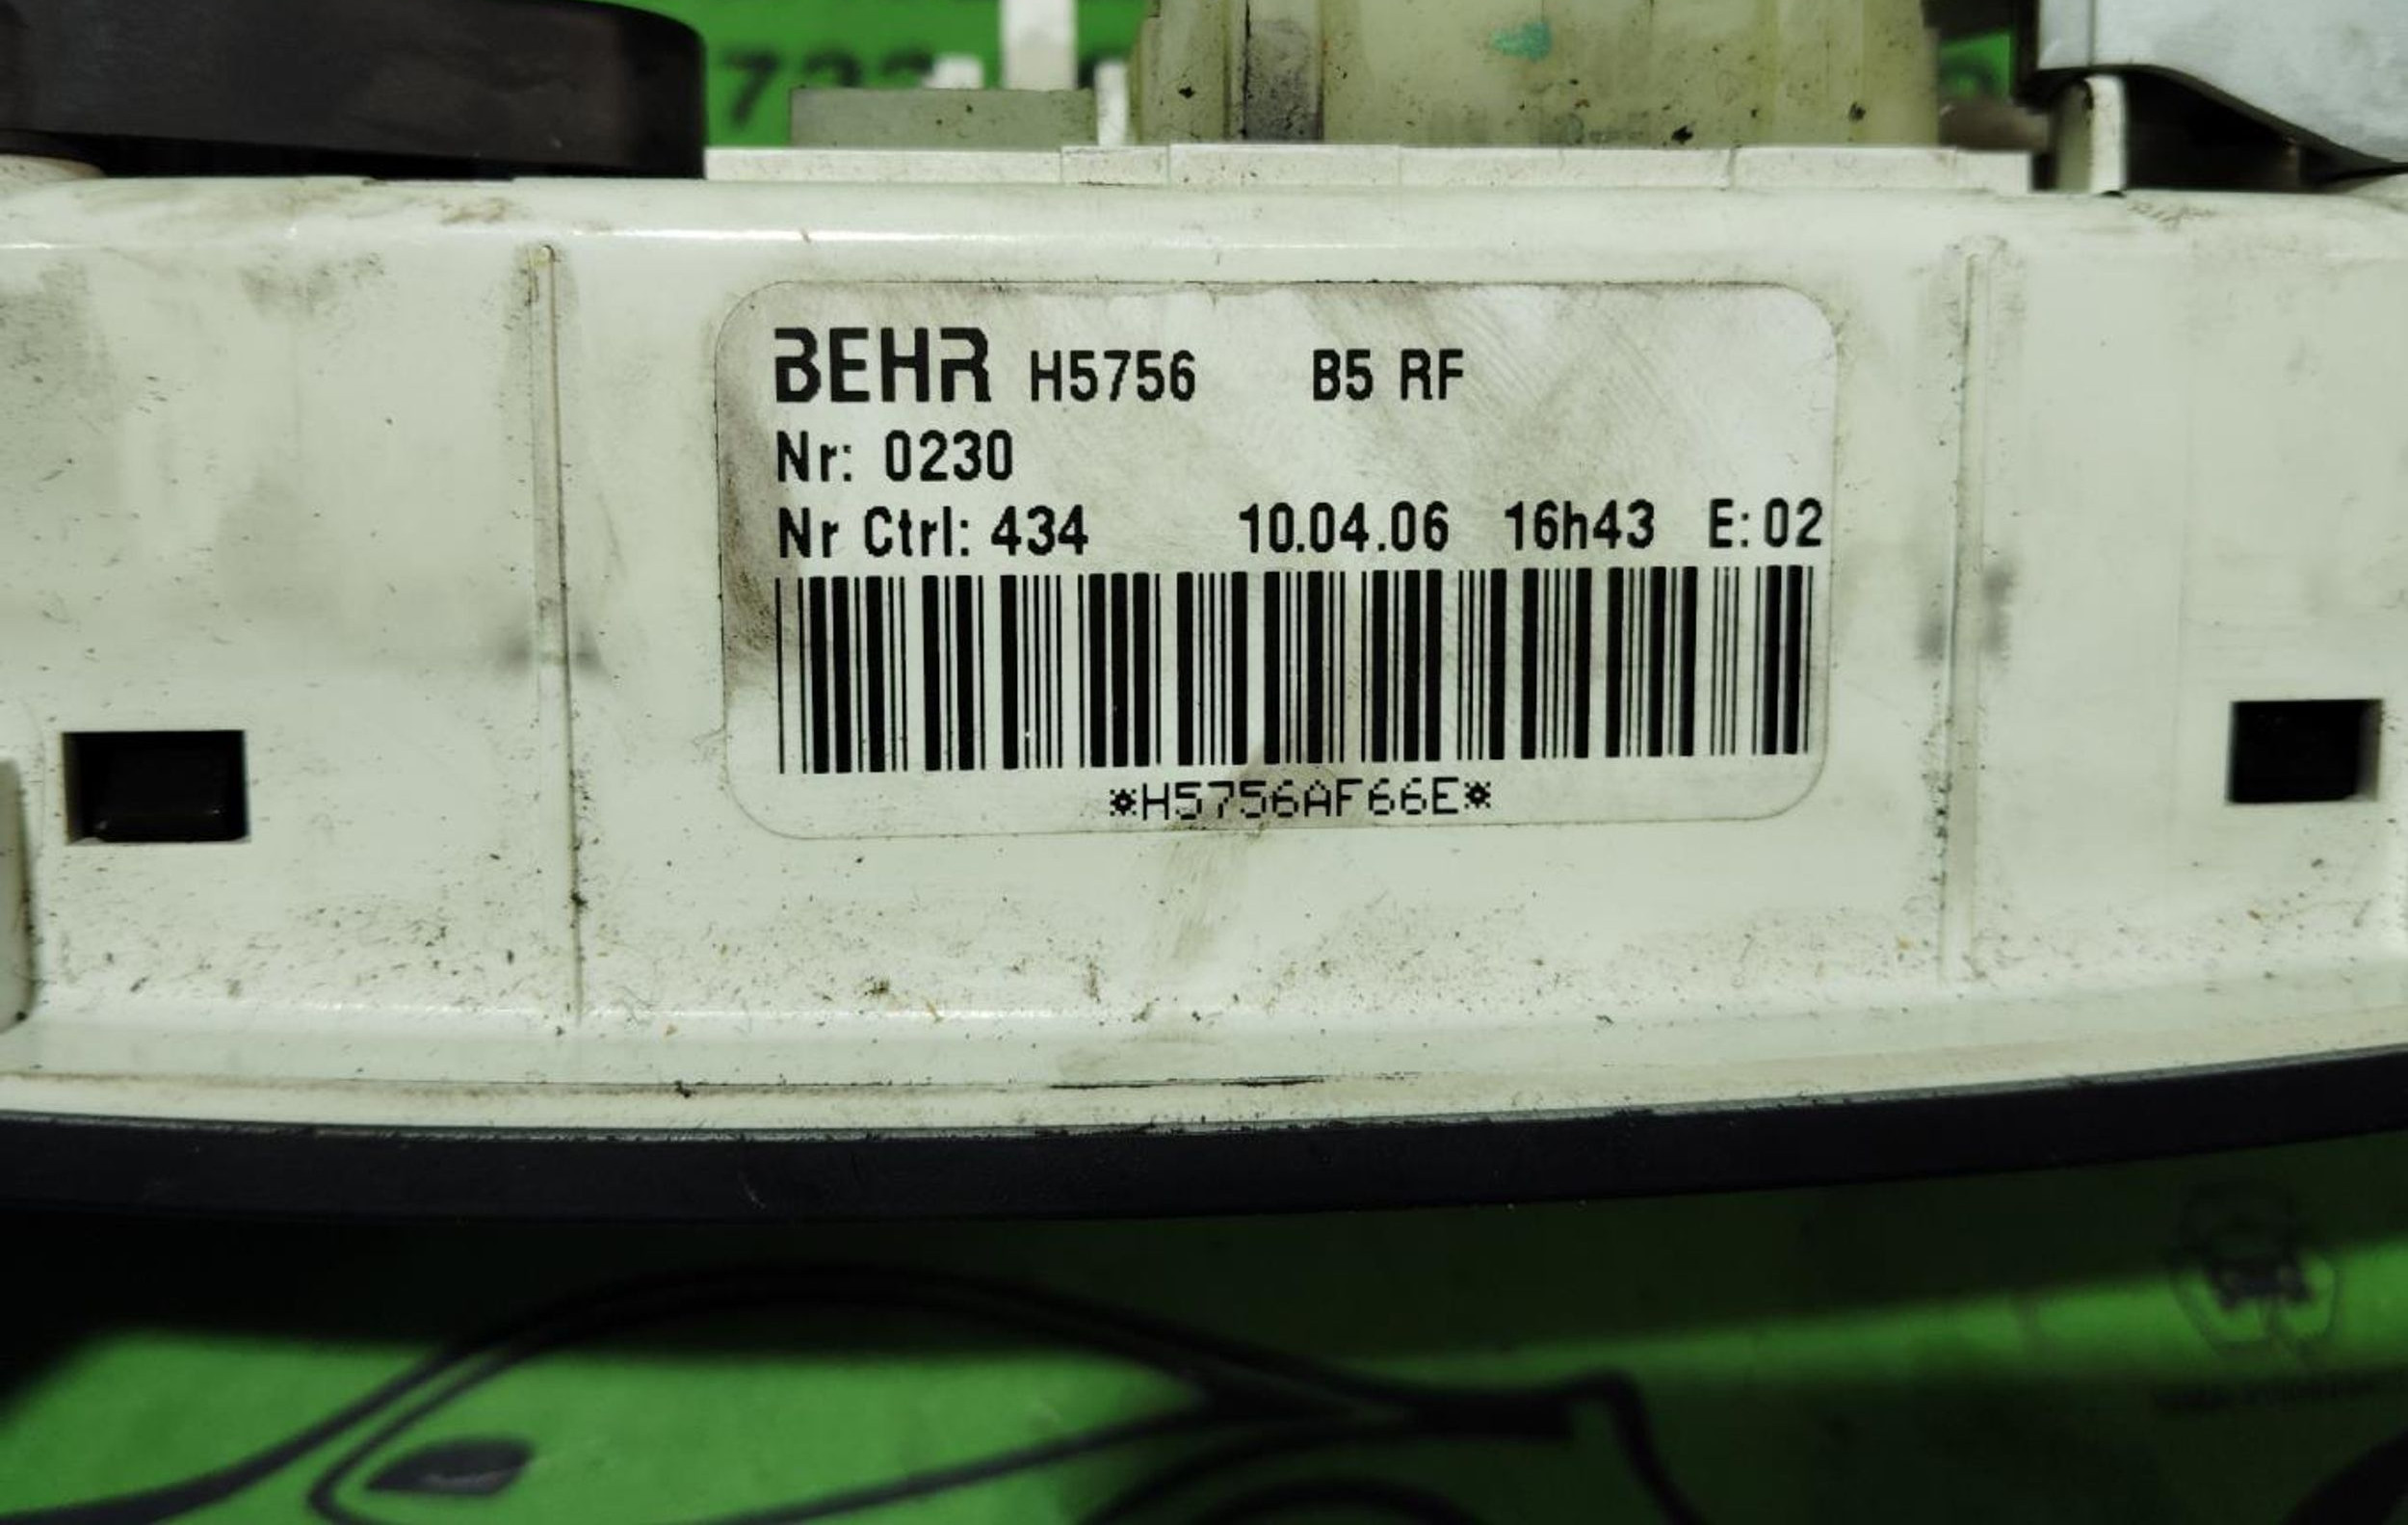 BEHR H5756 B5 RF
Nr: 0230
Nr Ctrl: 434 10.04.06 16h43 E: 02
*H5756AF66E*